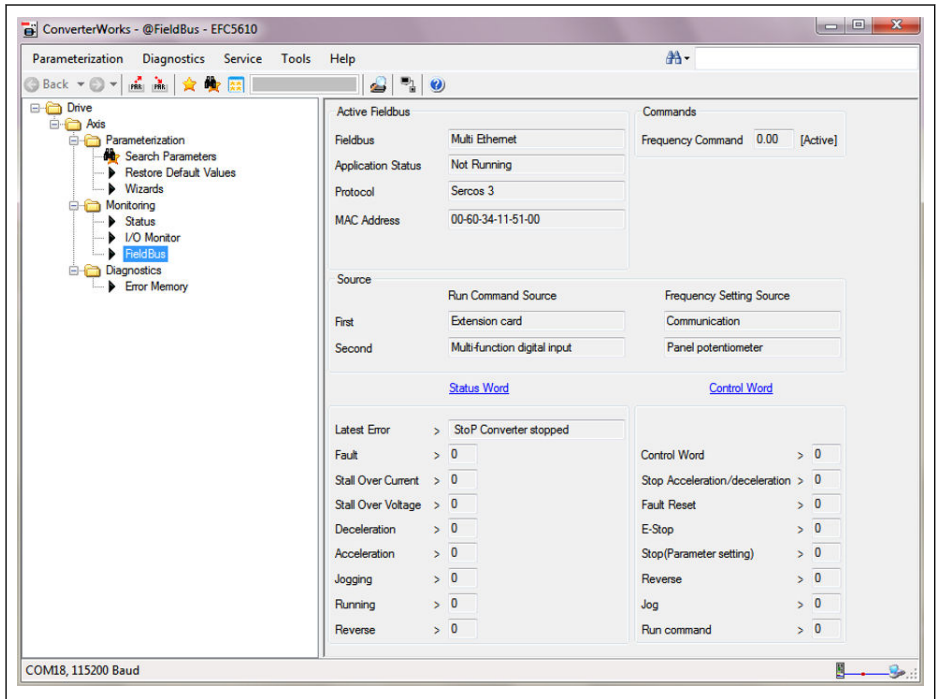 ConverterWorks - @FieldBus - EFC5610
Parameterization Diagnostics Service Tools Help
Back
Drive
Axis
Parameterization
Search Parameters
Restore Default Values
Wizards
Monitoring
Status
I/O Monitor
FieldBus
Diagnostics
Error Memory
Active Fieldbus
Fieldbus Multi Ethernet
Application Status Not Running
Protocol Sercos 3
MAC Address 00-60-34-11-51-00
Commands
Frequency Command 0.00 [Active]
Source
Run Command Source Frequency Setting Source
First Extension card Communication
Second Multi-function digital input Panel potentiometer
Status Word Control Word
Latest Error > StoP Converter stopped
Fault > 0 Control Word > 0
Stall Over Current > 0 Stop Acceleration/deceleration > 0
Stall Over Voltage > 0 Fault Reset > 0
Deceleration > 0 E-Stop > 0
Acceleration > 0 Stop(Parameter setting) > 0
Jogging > 0 Reverse > 0
Running > 0 Jog > 0
Reverse > 0 Run command > 0
COM18, 115200 Baud